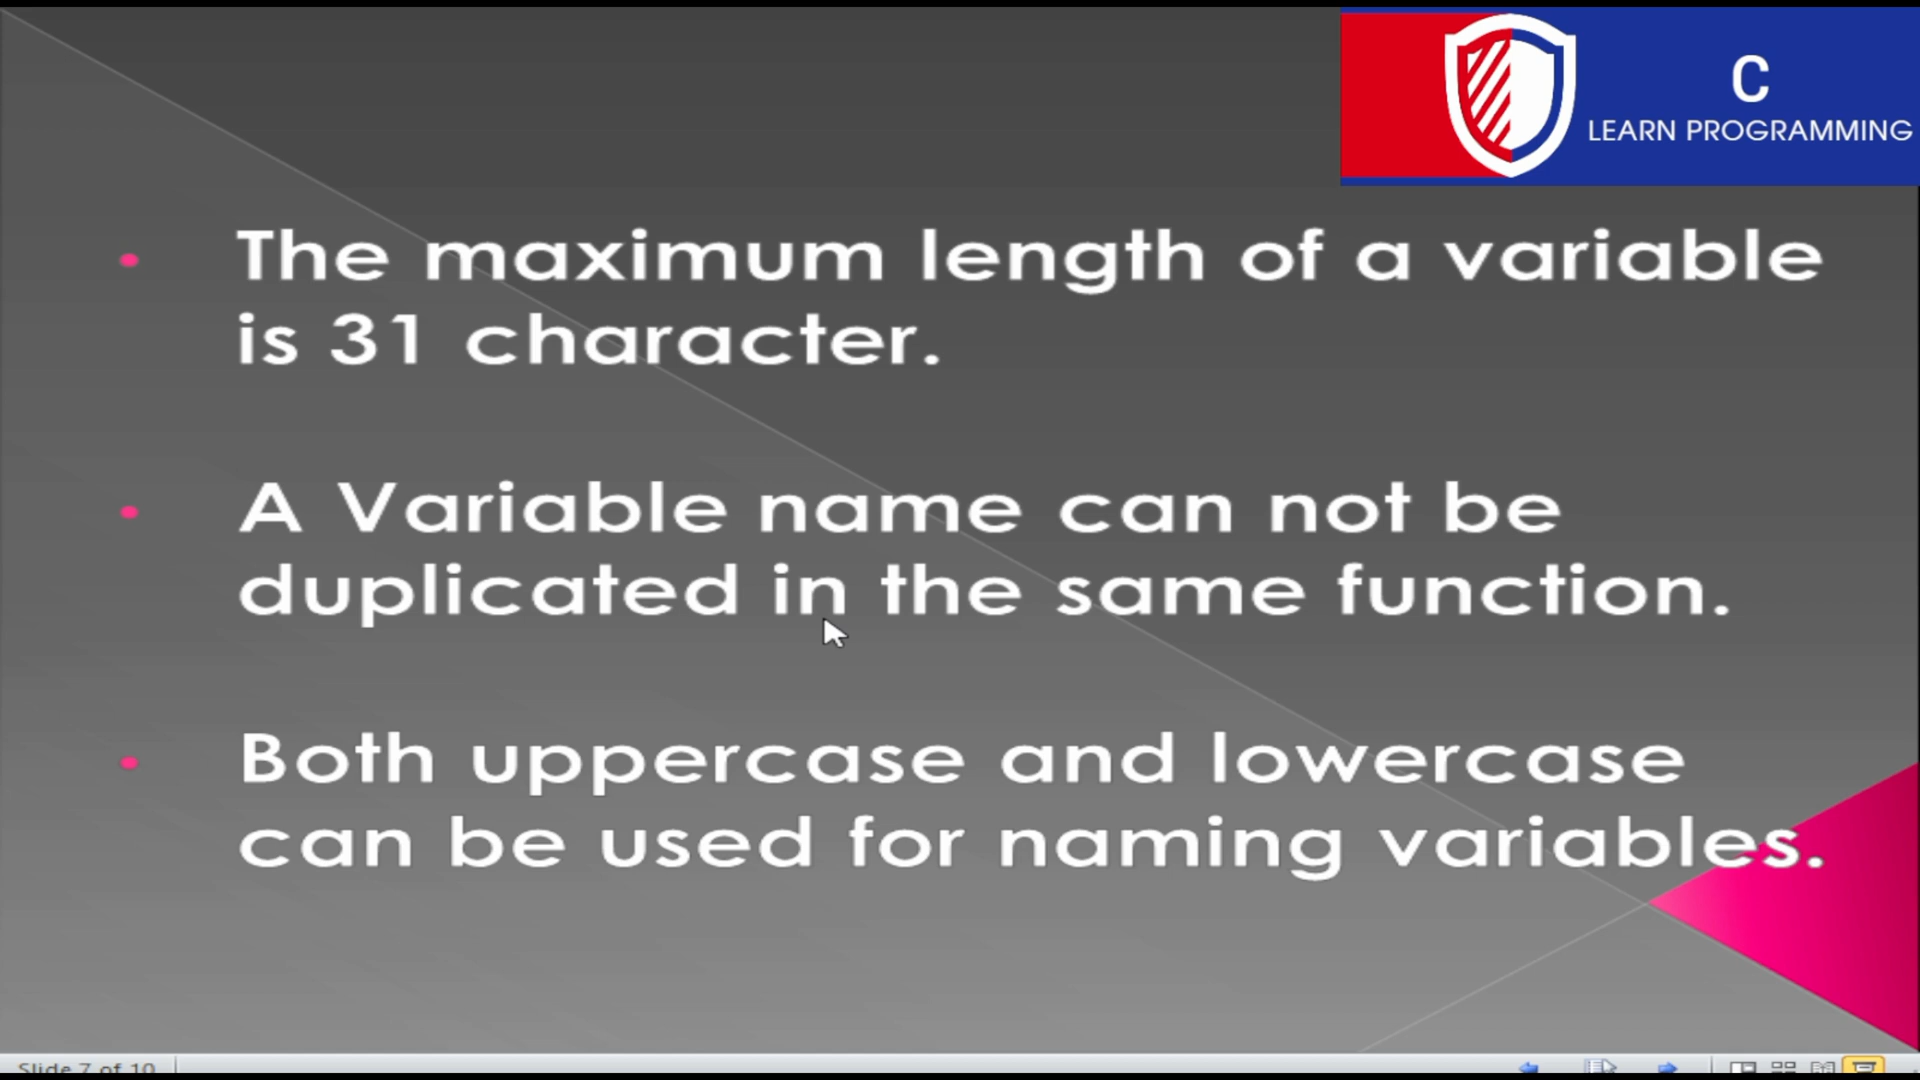 C
LEARN PROGRAMMING
• The maximum length of a variable
is 31 character.
• A Variable name can not be
duplicated in the same function.
• Both uppercase and lowercase
can be used for naming variables.
Slide 7 of 10